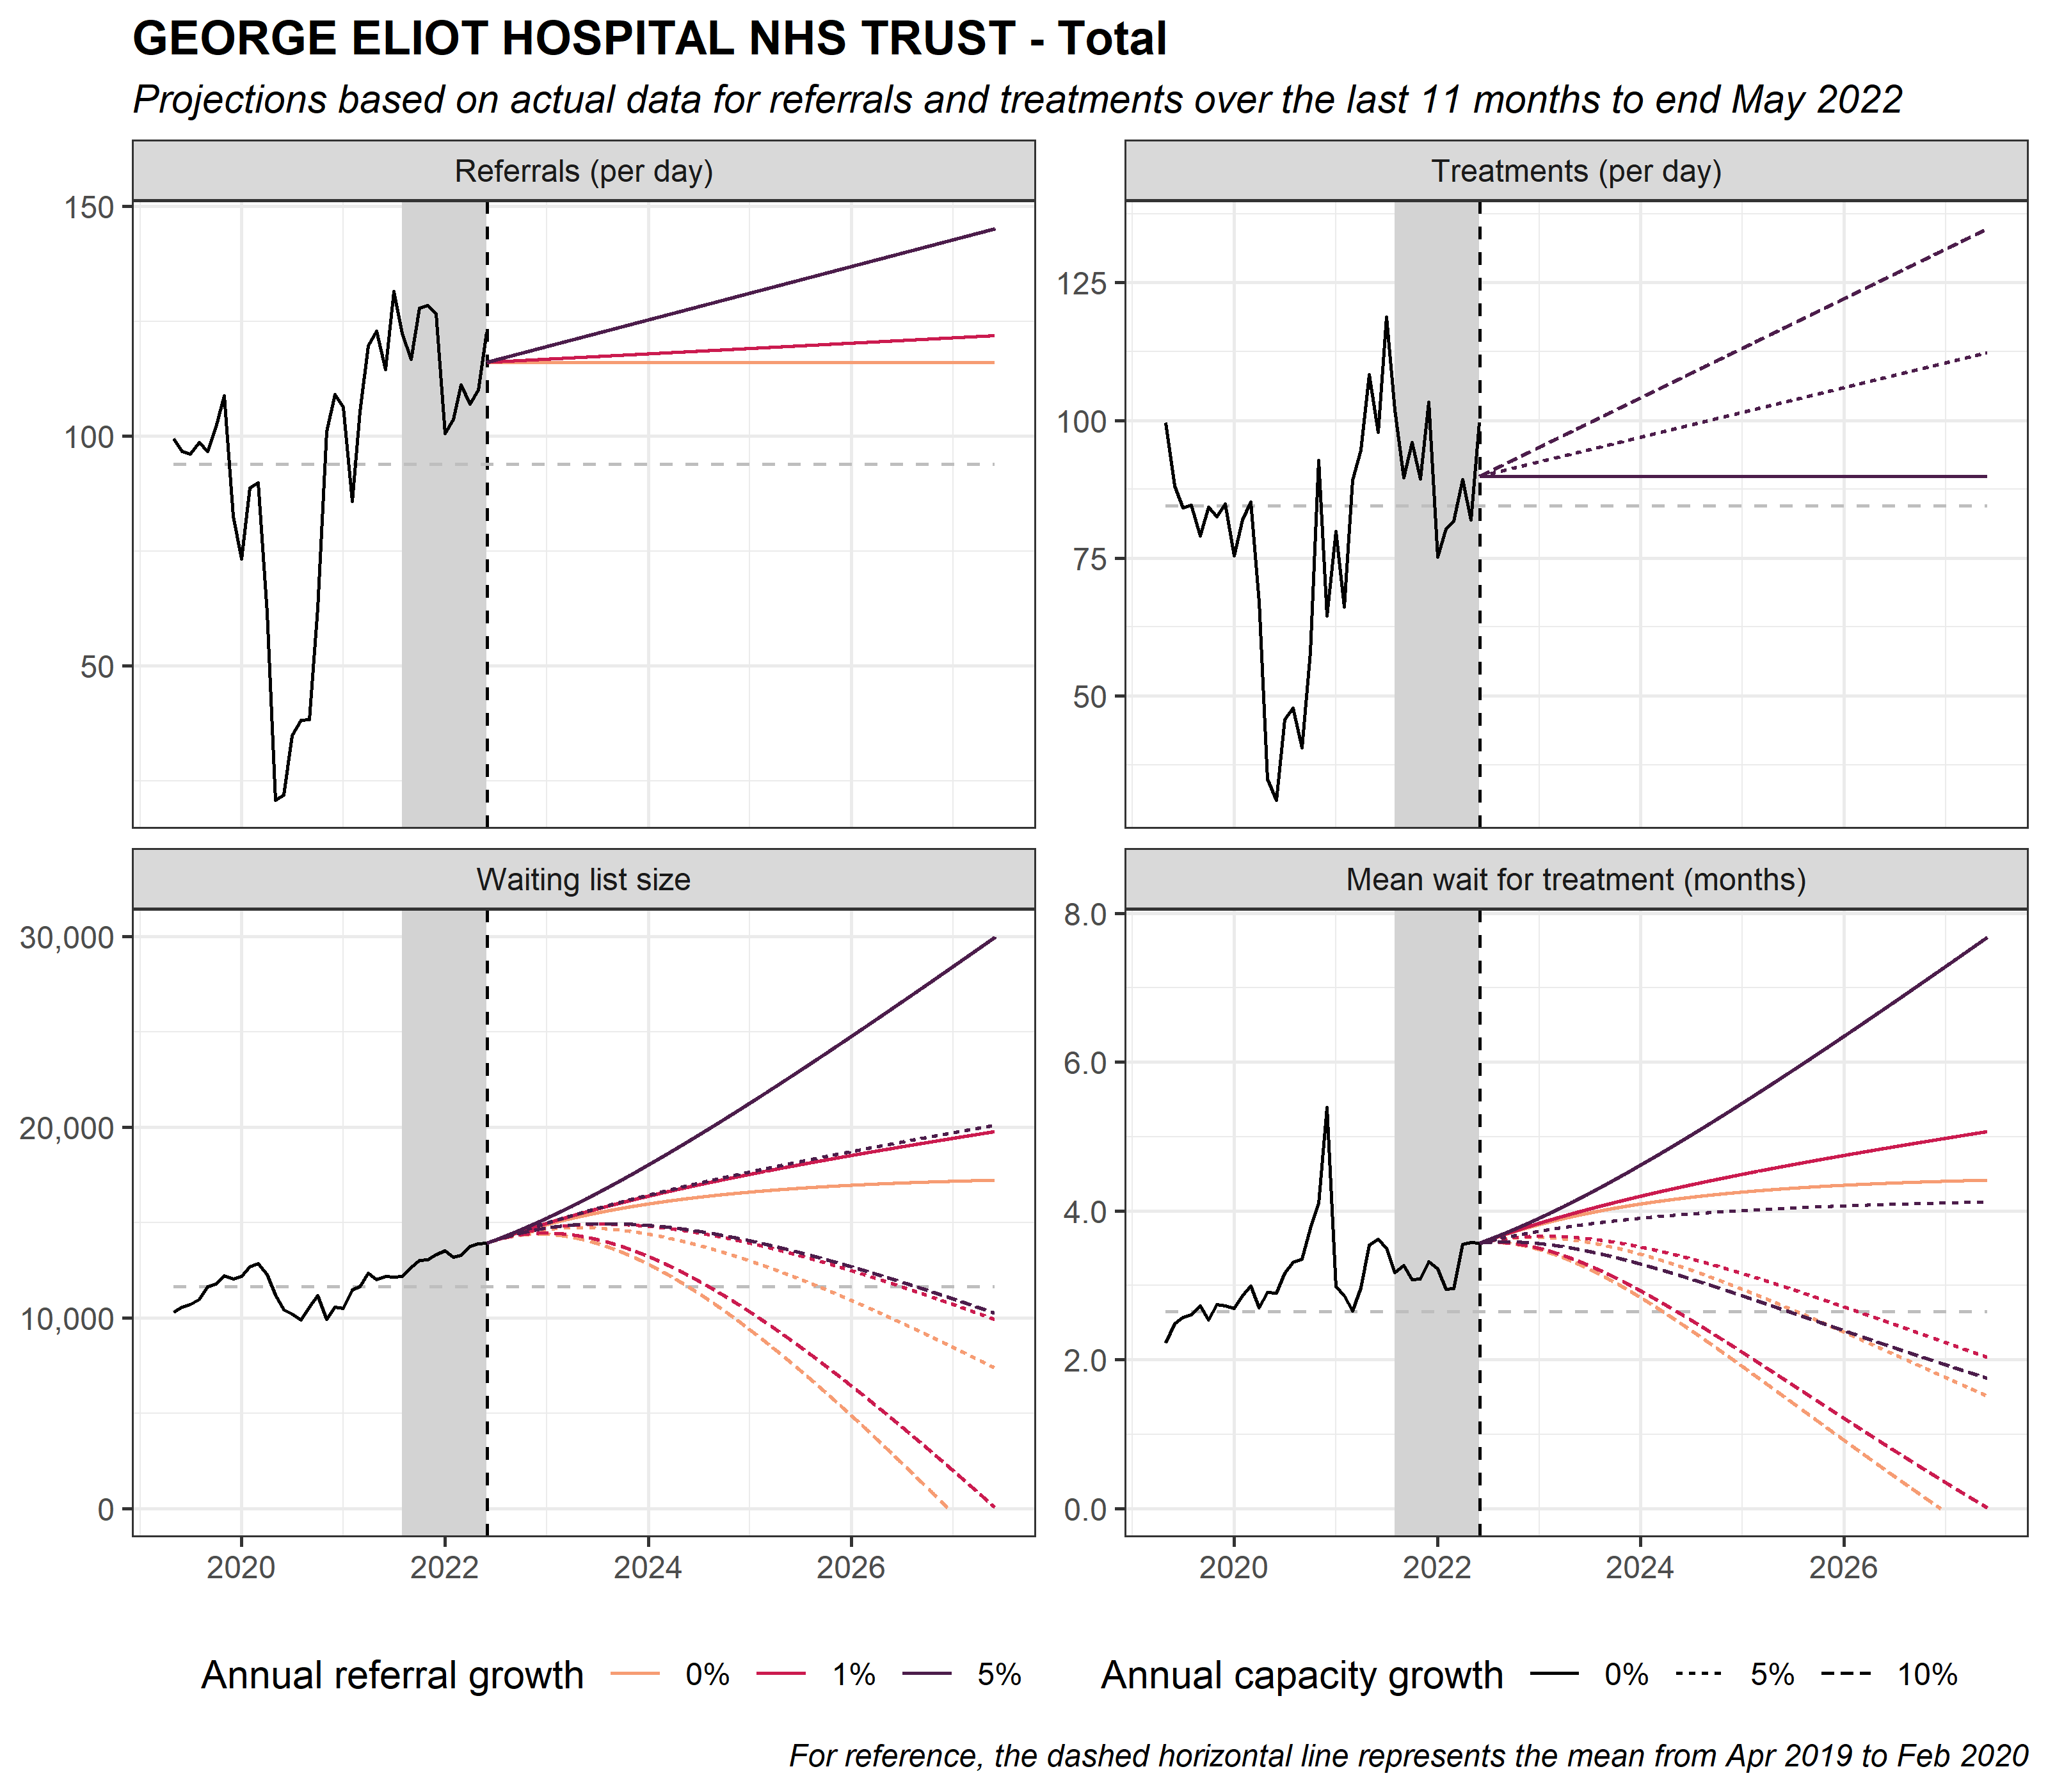 GEORGE ELIOT HOSPITAL NHS TRUST - Total
Projections based on actual data for referrals and treatments over the last 11 months to end May 2022
Referrals (per day)
150
100
50
Treatments (per day)
125
100
75
50
Waiting list size
30,000
20,000
10,000
0
2020 2022 2024 2026
Mean wait for treatment (months)
8.0
6.0
4.0
2.0
0.0
2020 2022 2024 2026
Annual referral growth 0% 1% 5%
Annual capacity growth 0% 5% 10%
For reference, the dashed horizontal line represents the mean from Apr 2019 to Feb 2020